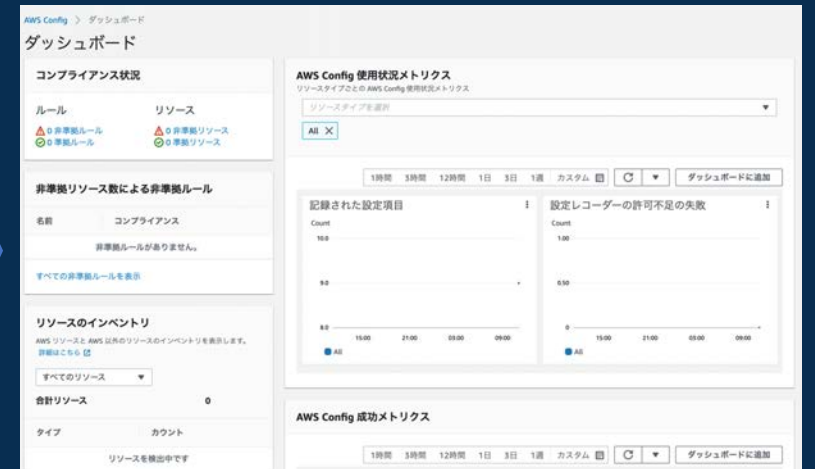 AWS Config > ダッシュボード
ダッシュボード
コンプライアンス状況
ルール リソース
0 非準拠ルール 0 非準拠リソース
0 準拠ルール 0 準拠リソース
非準拠リソース数による非準拠ルール
名前 コンプライアンス
非準拠ルールがありません。
すべての非準拠ルールを表示
リソースのインベントリ
AWS リソースと AWS 以外のリソースのインベントリを表示します。
詳細はこちら
すべてのリソース
合計リソース 0
タイプ カウント
リソースを検出中です
AWS Config 使用状況メトリクス
リソースタイプごとの AWS Config 使用状況メトリクス
リソースタイプを選択
All X
1時間 3時間 12時間 1日 3日 1週 カスタム ダッシュボードに追加
記録された設定項目
Count
10.0
9.0
8.0
15:00 21:00 03:00 09:00
All
設定レコーダーの許可不足の失敗
Count
1.00
0.50
0
15:00 21:00 03:00 09:00
All
AWS Config 成功メトリクス
1時間 3時間 12時間 1日 3日 1週 カスタム ダッシュボードに追加